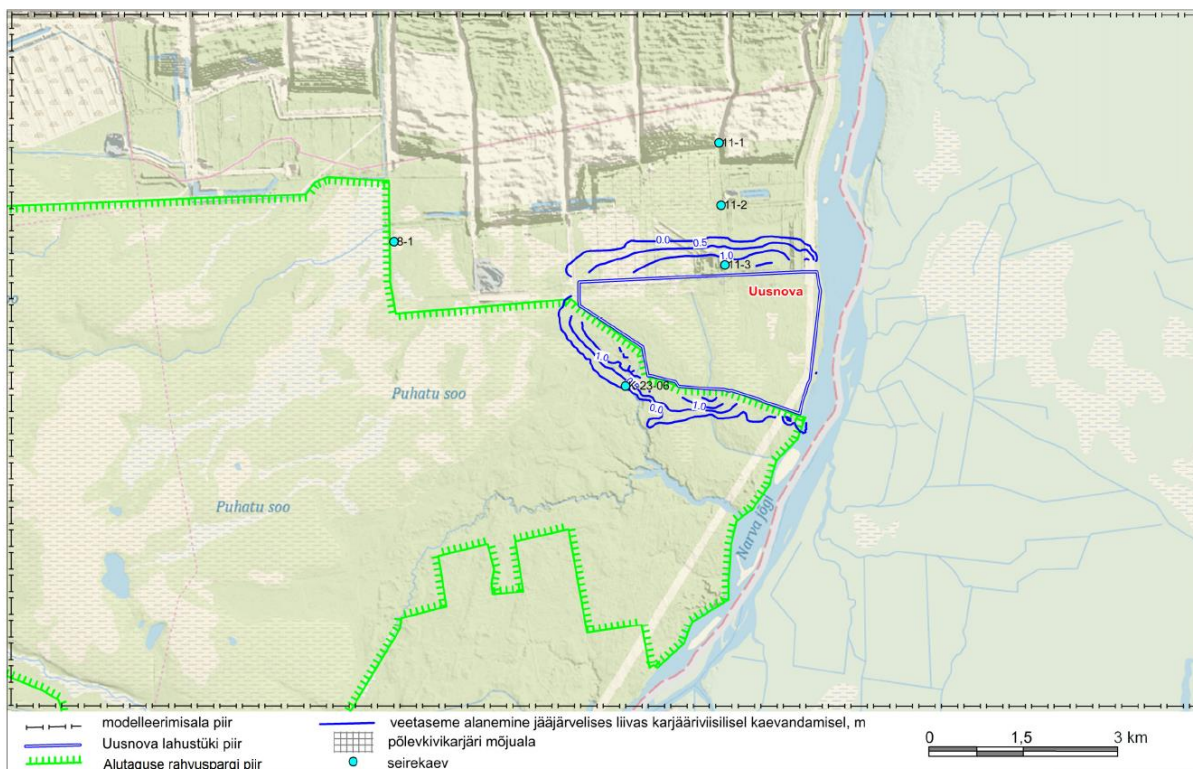 11-1
11-2
8-1
0.0
0.5
1.0
11-3
Uusnova
1.0
K-23-06
Puhatu soo
0.0
1.0
Puhatu soo
Narva jõgi
modelleerimisala piir
veetaseme alanemine jääjärvelises liivas karjääriviisilisel kaevandamisel, m
Uusnova lahustüki piir
põlevkivikarjäri mõjuala
Alutaguse rahvuspargi piir
seirekaev
0 1,5 3 km